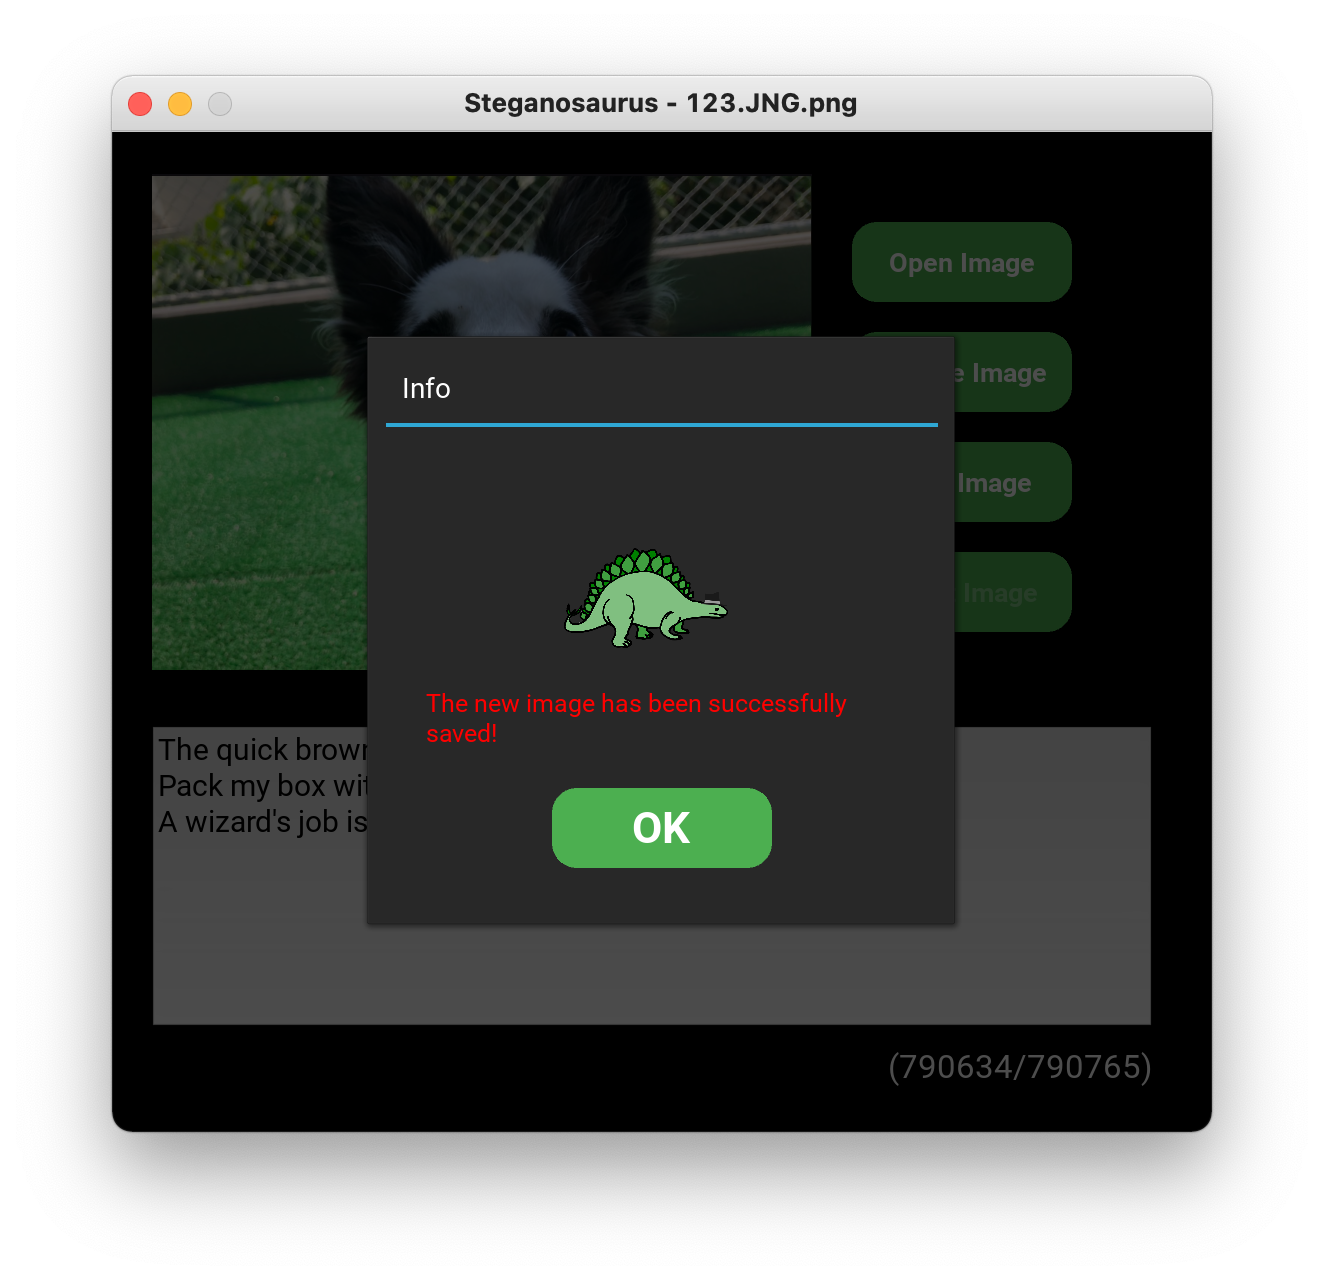 Steganosaurus - 123.JNG.png
Open Image
e Image
Image
Image
Info
The new image has been successfully
saved!
OK
The quick brown
Pack my box wit
A wizard's job is
(790634/790765)